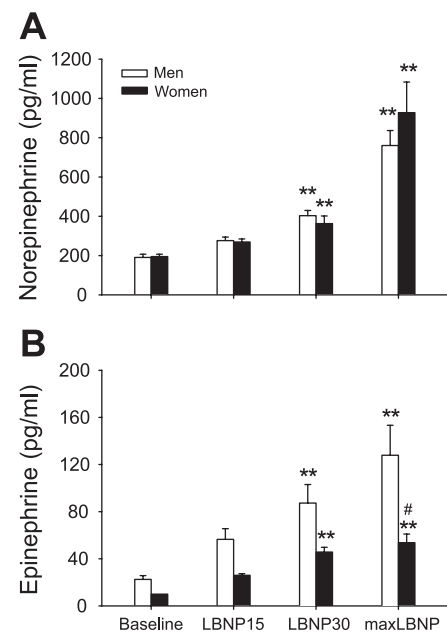 A
Norepinephrine (pg/ml)
1200
1000
800
600
400
200
0
Men
Women
**
**
**
**
B
Epinephrine (pg/ml)
200
160
120
80
40
0
**
**
**
#
**
Baseline
LBNP15
LBNP30
maxLBNP